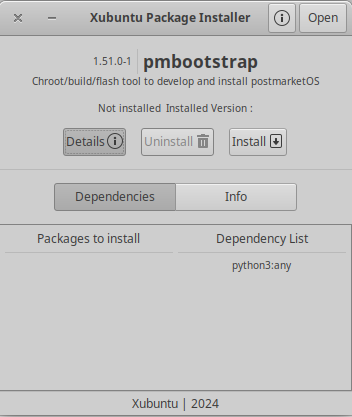 Xubuntu Package Installer
Open
1.51.0-1 pmbootstrap
Chroot/build/flash tool to develop and install postmarketOS
Not installed Installed Version :
Details Uninstall Install
Dependencies Info
Packages to install Dependency List
python3:any
Xubuntu | 2024